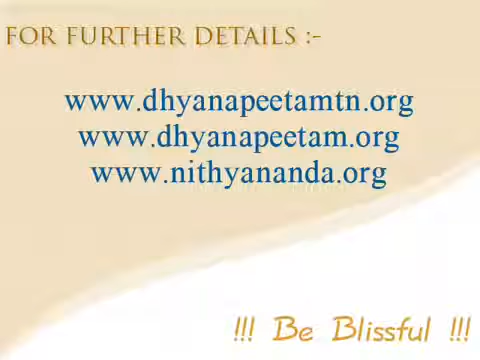 FOR FURTHER DETAILS :-
www.dhyanapeetamtn.org
www.dhyanapeetam.org
www.nithyananda.org
!!! Be Blissful !!!